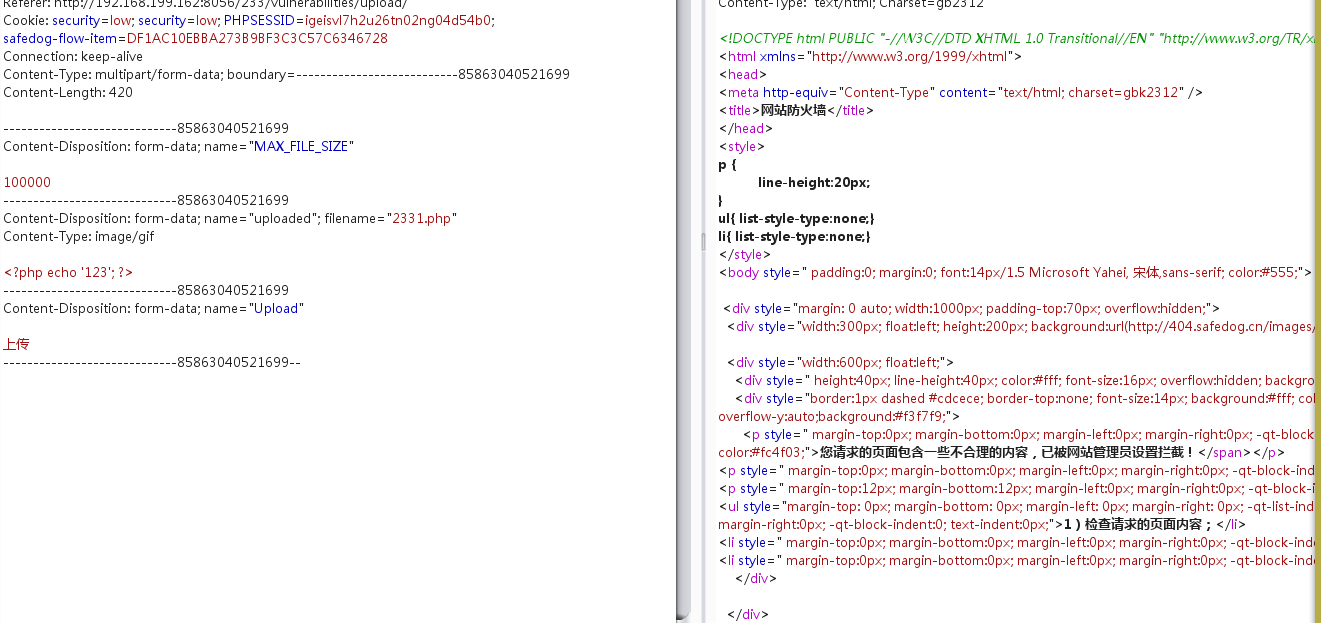 Referer: http://192.168.199.162:8056/233/vulnerabilities/upload/
Cookie: security=low; security=low; PHPSESSID=igeisvl7h2u26tn02ng04d54b0;
safedog-flow-item=DF1AC10EBBA273B9BF3C3C57C6346728
Connection: keep-alive
Content-Type: multipart/form-data; boundary=---------------------------85863040521699
Content-Length: 420
-----------------------------85863040521699
Content-Disposition: form-data; name="MAX_FILE_SIZE"
100000
-----------------------------85863040521699
Content-Disposition: form-data; name="uploaded"; filename="2331.php"
Content-Type: image/gif
<?php echo '123'; ?>
-----------------------------85863040521699
Content-Disposition: form-data; name="Upload"
上传
-----------------------------85863040521699--
Content-Type: text/html; Charset=gb2312
<!DOCTYPE html PUBLIC "-//W3C//DTD XHTML 1.0 Transitional//EN" "http://www.w3.org/TR/x
<html xmlns="http://www.w3.org/1999/xhtml">
<head>
<meta http-equiv="Content-Type" content="text/html; charset=gbk2312" />
<title>网站防火墙</title>
</head>
<style>
p {
line-height:20px;
}
ul{ list-style-type:none;}
li{ list-style-type:none;}
</style>
<body style=" padding:0; margin:0; font:14px/1.5 Microsoft Yahei, 宋体,sans-serif; color:#555;">
<div style="margin: 0 auto; width:1000px; padding-top:70px; overflow:hidden;">
<div style="width:300px; float:left; height:200px; background:url(http://404.safedog.cn/images/
<div style="width:600px; float:left;">
<div style=" height:40px; line-height:40px; color:#fff; font-size:16px; overflow:hidden; backgro
<div style="border:1px dashed #cdcece; border-top:none; font-size:14px; background:#fff; col
overflow-y:auto;background:#f3f7f9;">
<p style=" margin-top:0px; margin-bottom:0px; margin-left:0px; margin-right:0px; -qt-block
color:#fc4f03;">您请求的页面包含一些不合理的内容，已被网站管理员设置拦截！</span></p>
<p style=" margin-top:0px; margin-bottom:0px; margin-left:0px; margin-right:0px; -qt-block-ind
<p style=" margin-top:12px; margin-bottom:12px; margin-left:0px; margin-right:0px; -qt-block-i
<ul style="margin-top: 0px; margin-bottom: 0px; margin-left: 0px; margin-right: 0px; -qt-list-ind
margin-right:0px; -qt-block-indent:0; text-indent:0px;">1）检查请求的页面内容；</li>
<li style=" margin-top:0px; margin-bottom:0px; margin-left:0px; margin-right:0px; -qt-block-inde
<li style=" margin-top:0px; margin-bottom:0px; margin-left:0px; margin-right:0px; -qt-block-inde
</div>
</div>